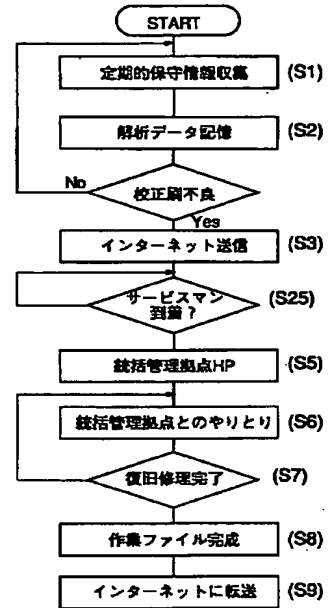 START
定期的保守情報収集 (S1)
解析データ記憶 (S2)
No
校正刷不良
Yes
インターネット送信 (S3)
サービスマン
到着? (S25)
統括管理拠点HP (S5)
統括管理拠点とのやりとり (S6)
復旧修理完了 (S7)
作業ファイル完成 (S8)
インターネットに転送 (S9)